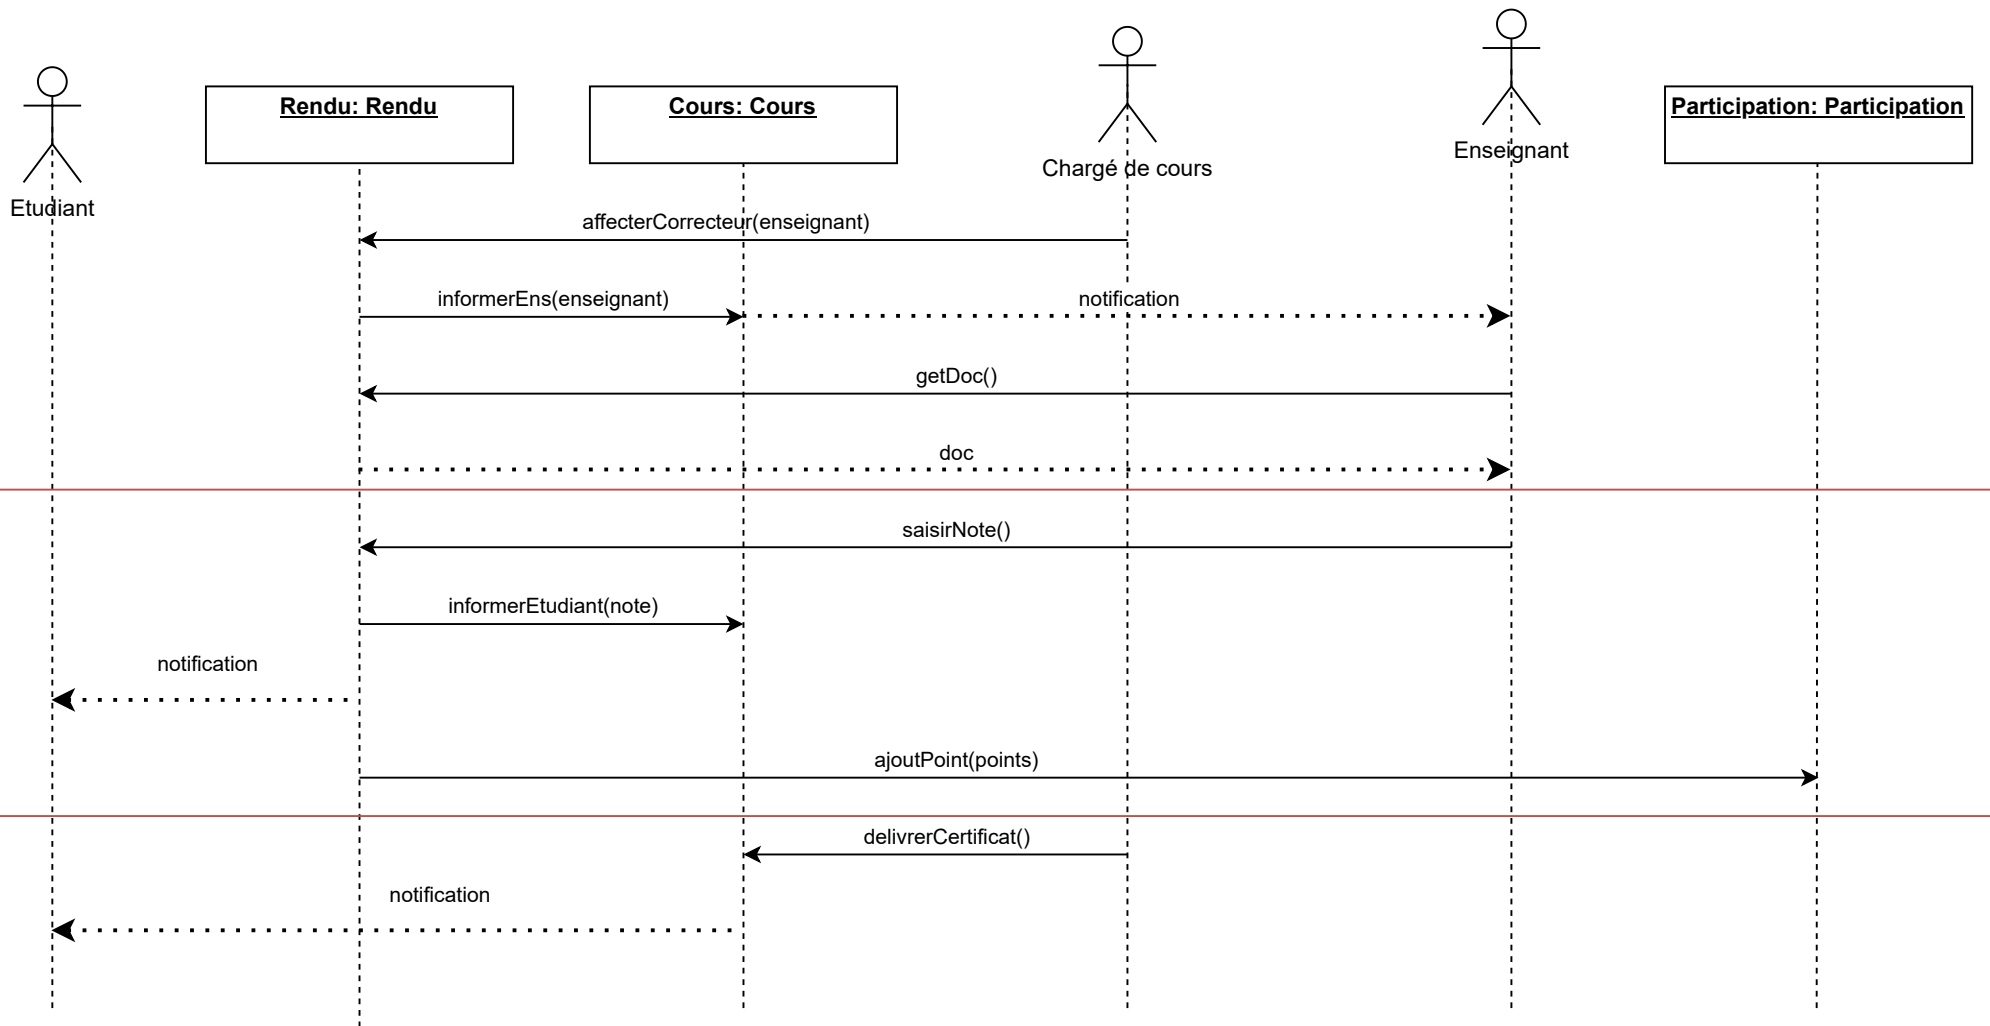 Rendu: Rendu
Cours: Cours
Participation: Participation
Enseignant
Chargé de cours
Etudiant
affecterCorrecteur(enseignant)
informerEns(enseignant)
notification
getDoc()
doc
saisirNote()
informerEtudiant(note)
notification
ajoutPoint(points)
delivrerCertificat()
notification